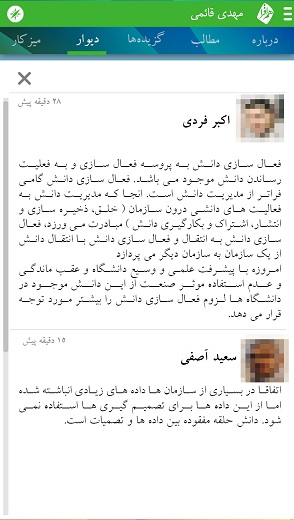 مهدی قائمی
درباره مطالب گزیده‌ها دیوار میز کار
۲۸ دقیقه پیش
اکبر فردی
فعال سازی دانش به پروسه فعال سازی و به فعلیت
رساندن دانش موجود می باشد. فعال سازی دانش گامی
فراتر از مدیریت دانش است. آنجا که مدیریت دانش به
فعالیت های دانشی درون سازمان ( خلق، ذخیره سازی و
انتشار، اشتراک و بکارگیری دانش ) مبادرت می ورزد، فعال
سازی دانش به انتقال و فعال سازی دانش با انتقال دانش
از یک سازمان به سازمان دیگر می پردازد
امروزه با پیشرفت علمی و وسیع دانشگاه و عقب ماندگی
و عدم استفاده موثر صنعت از این دانش موجود در
دانشگاه ها لزوم فعال سازی دانش را بیشتر مورد توجه
قرار می دهد.
۱۵ دقیقه پیش
سعید آصفی
اتفاقا در بسیاری از سازمان ها داده های زیادی انباشته شده
اما از این داده ها برای تصمیم گیری ها استفاده نمی
شود. دانش حلقه مفقوده بین داده ها و تصمیات است.